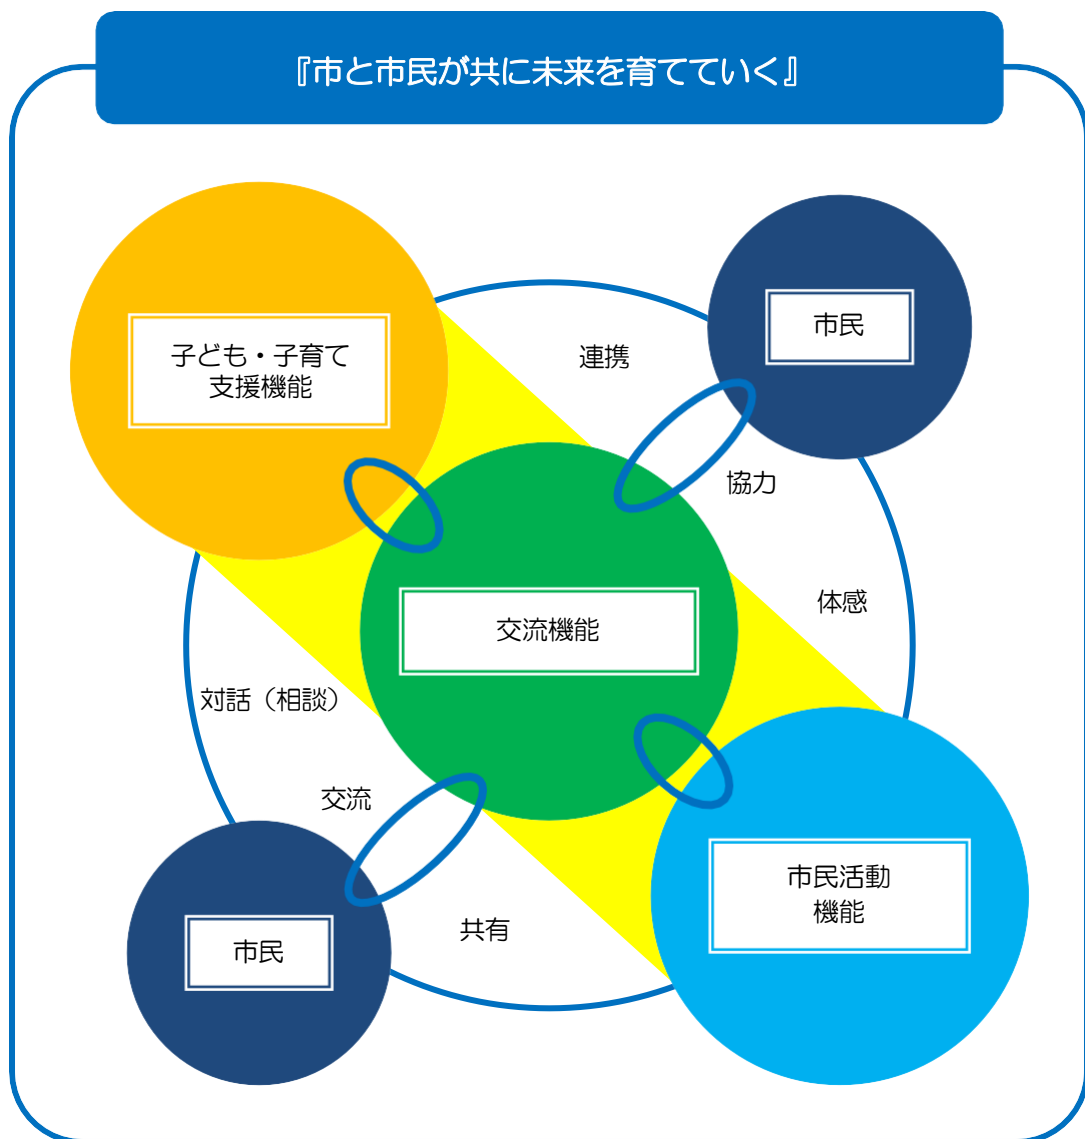 『市と市民が共に未来を育てていく』
市民
子ども・子育て
支援機能
連携
協力
体感
交流機能
対話（相談）
交流
市民活動
機能
共有
市民